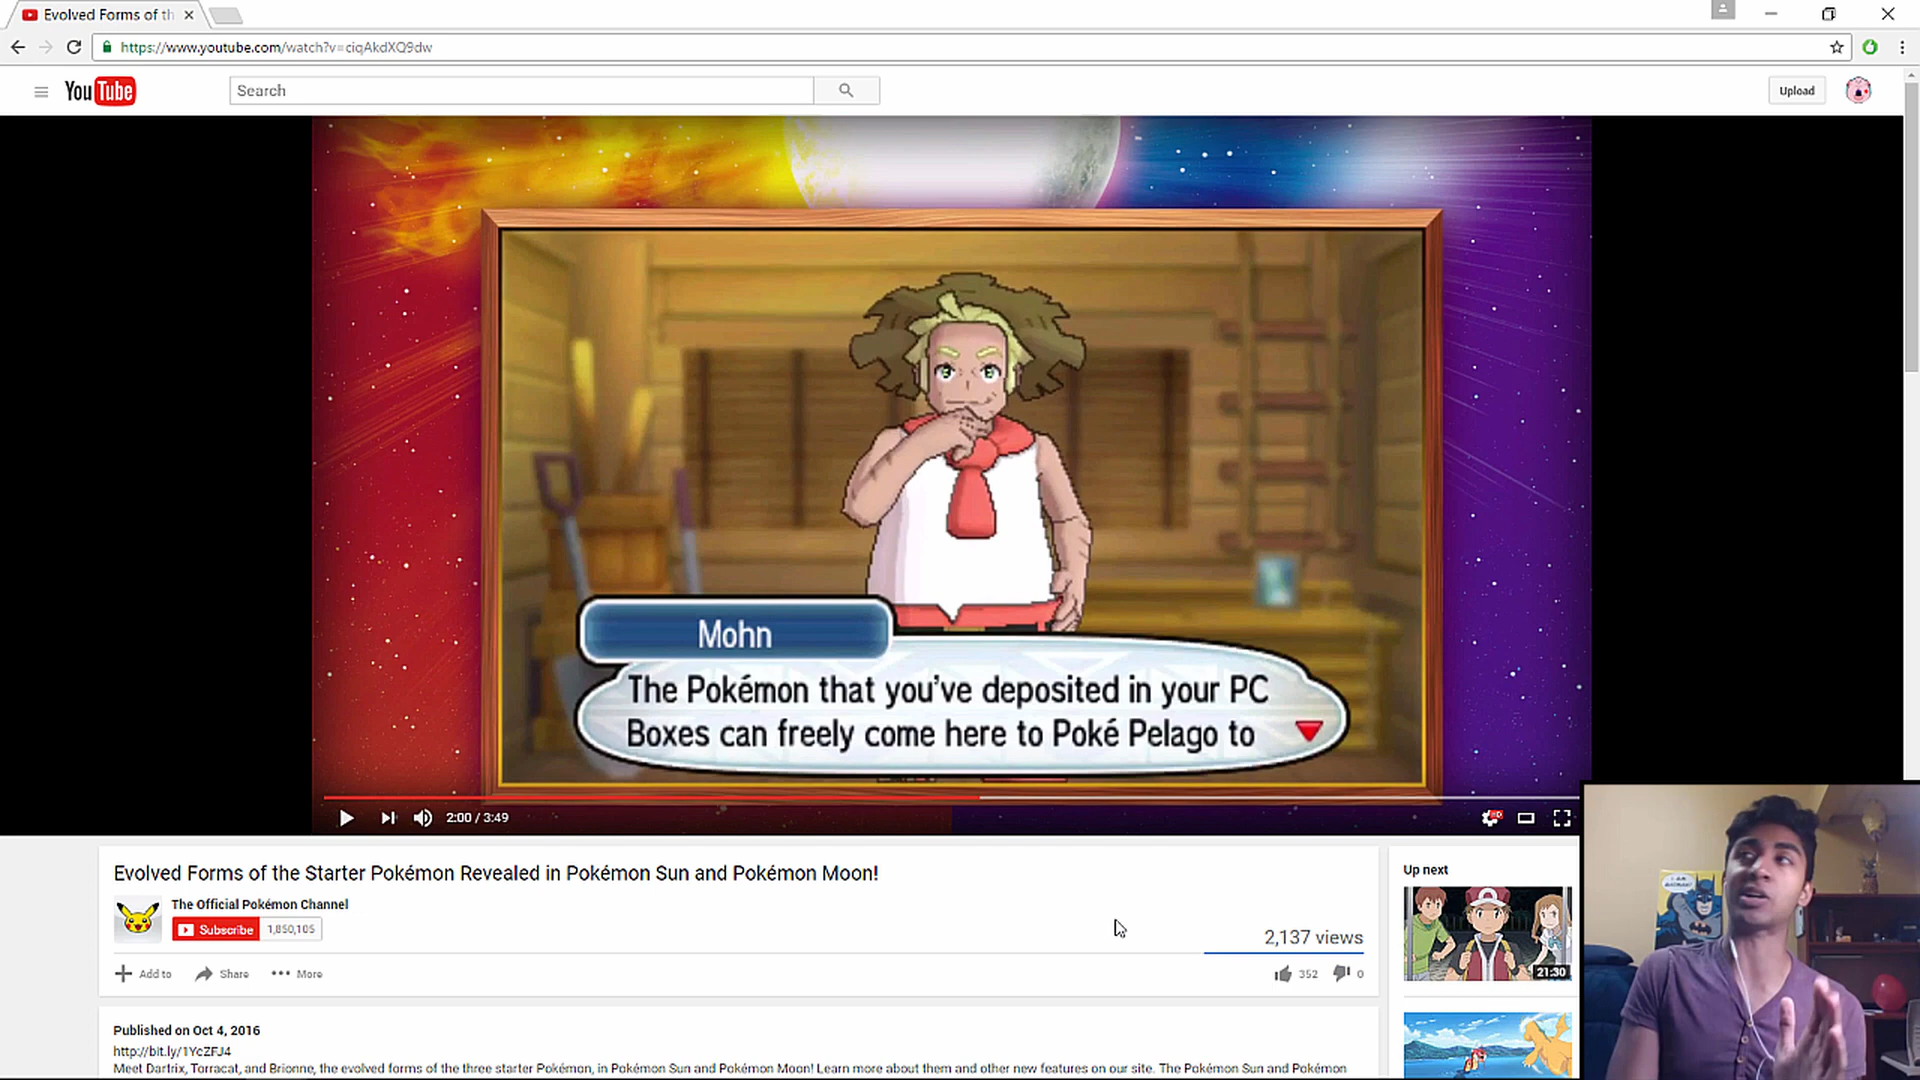 Evolved Forms of th
https://www.youtube.com/watch?v=ciqAkdXQ9dw
YouTube
Search
Upload
Mohn
The Pokémon that you've deposited in your PC
Boxes can freely come here to Poké Pelago to
2:00 / 3:49
HD
Evolved Forms of the Starter Pokémon Revealed in Pokémon Sun and Pokémon Moon!
The Official Pokémon Channel
Subscribe 1,850,105
2,137 views
Add to Share More
352 0
Published on Oct 4, 2016
http://bit.ly/1YcZFJ4
Meet Dartrix, Torracat, and Brionne, the evolved forms of the three starter Pokémon, in Pokémon Sun and Pokémon Moon! Learn more about them and other new features on our site. The Pokémon Sun and Pokémon
Up next
21:30
I AM
BATMAN!